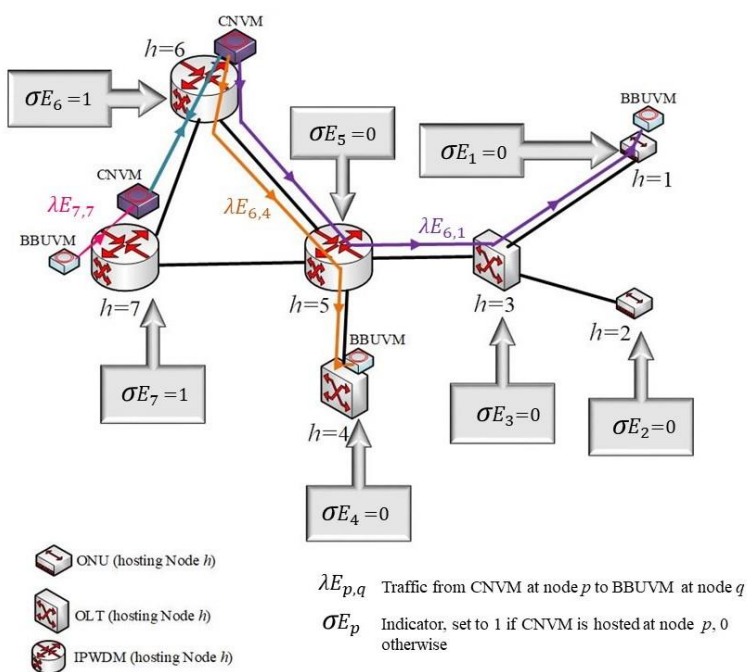 CNVM
h=6
σE₆ =1
σE₅ =0
BBUVM
σE₁ =0
h=1
CNVM
λE₇,₇
λE₆,₄
λE₆,₁
BBUVM
h=7
h=5
h=3
h=2
BBUVM
σE₇ =1
σE₃ =0
σE₂ =0
h=4
σE₄ =0
ONU (hosting Node h)
OLT (hosting Node h)
IPWDM (hosting Node h)
λEₚ,q Traffic from CNVM at node p to BBUVM at node q
σEₚ Indicator, set to 1 if CNVM is hosted at node p, 0
otherwise